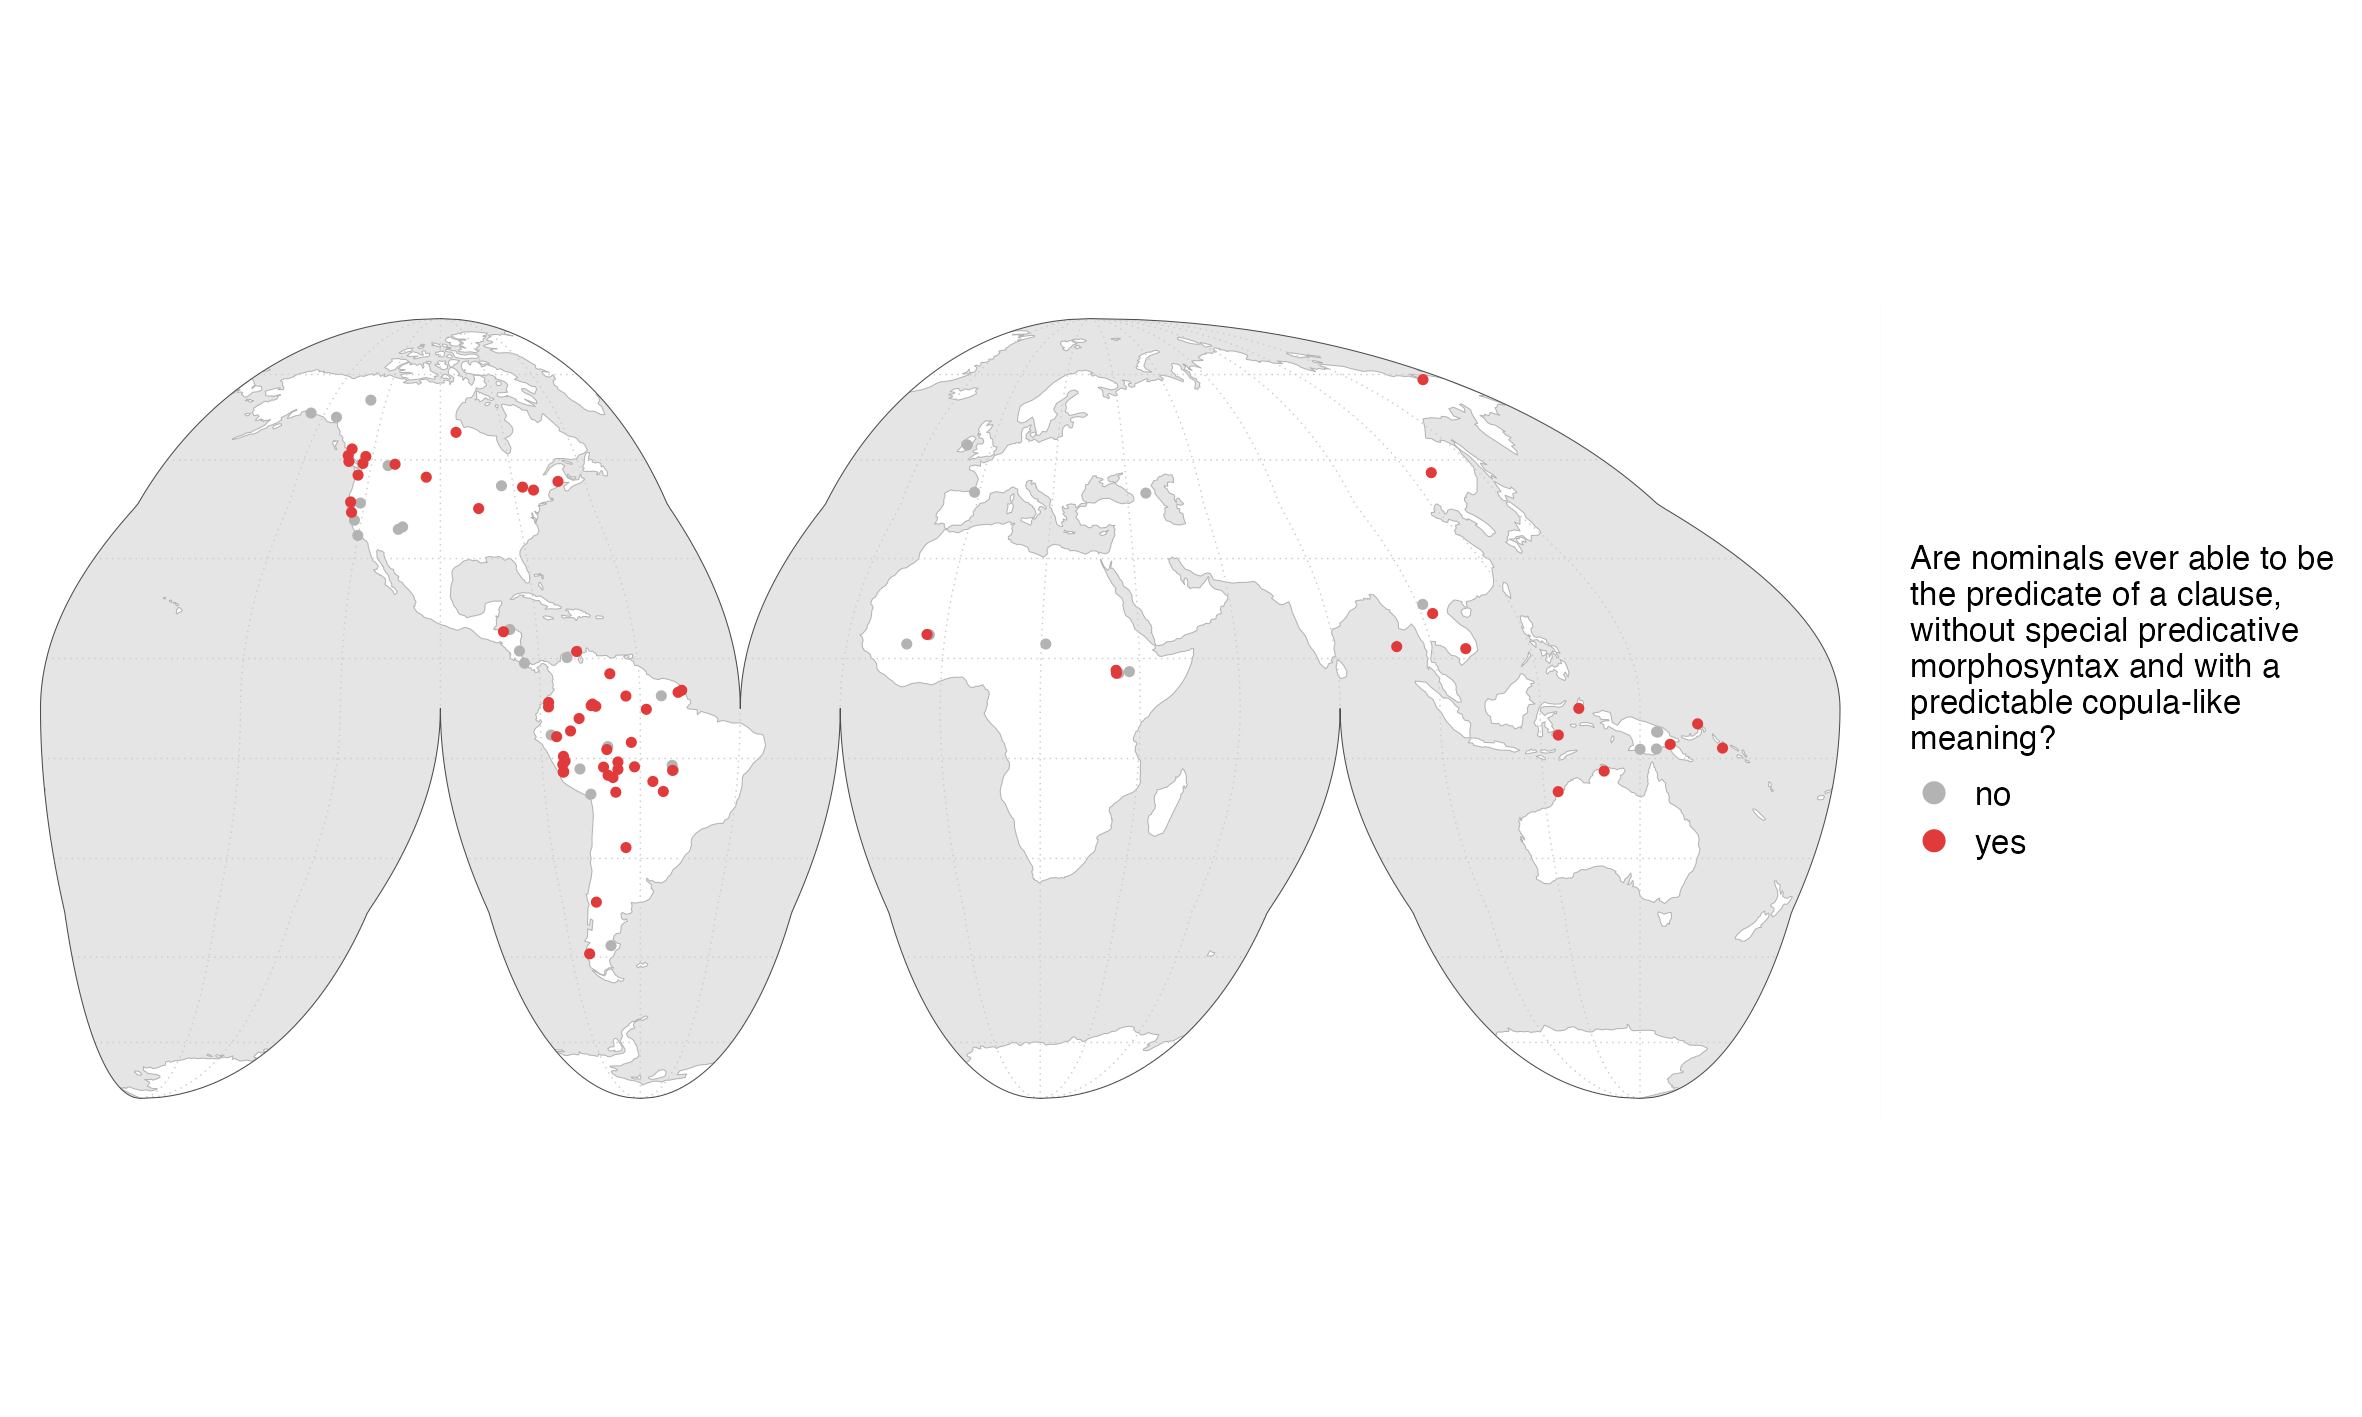 Are nominals ever able to be
the predicate of a clause,
without special predicative
morphosyntax and with a
predictable copula-like
meaning?
no
yes